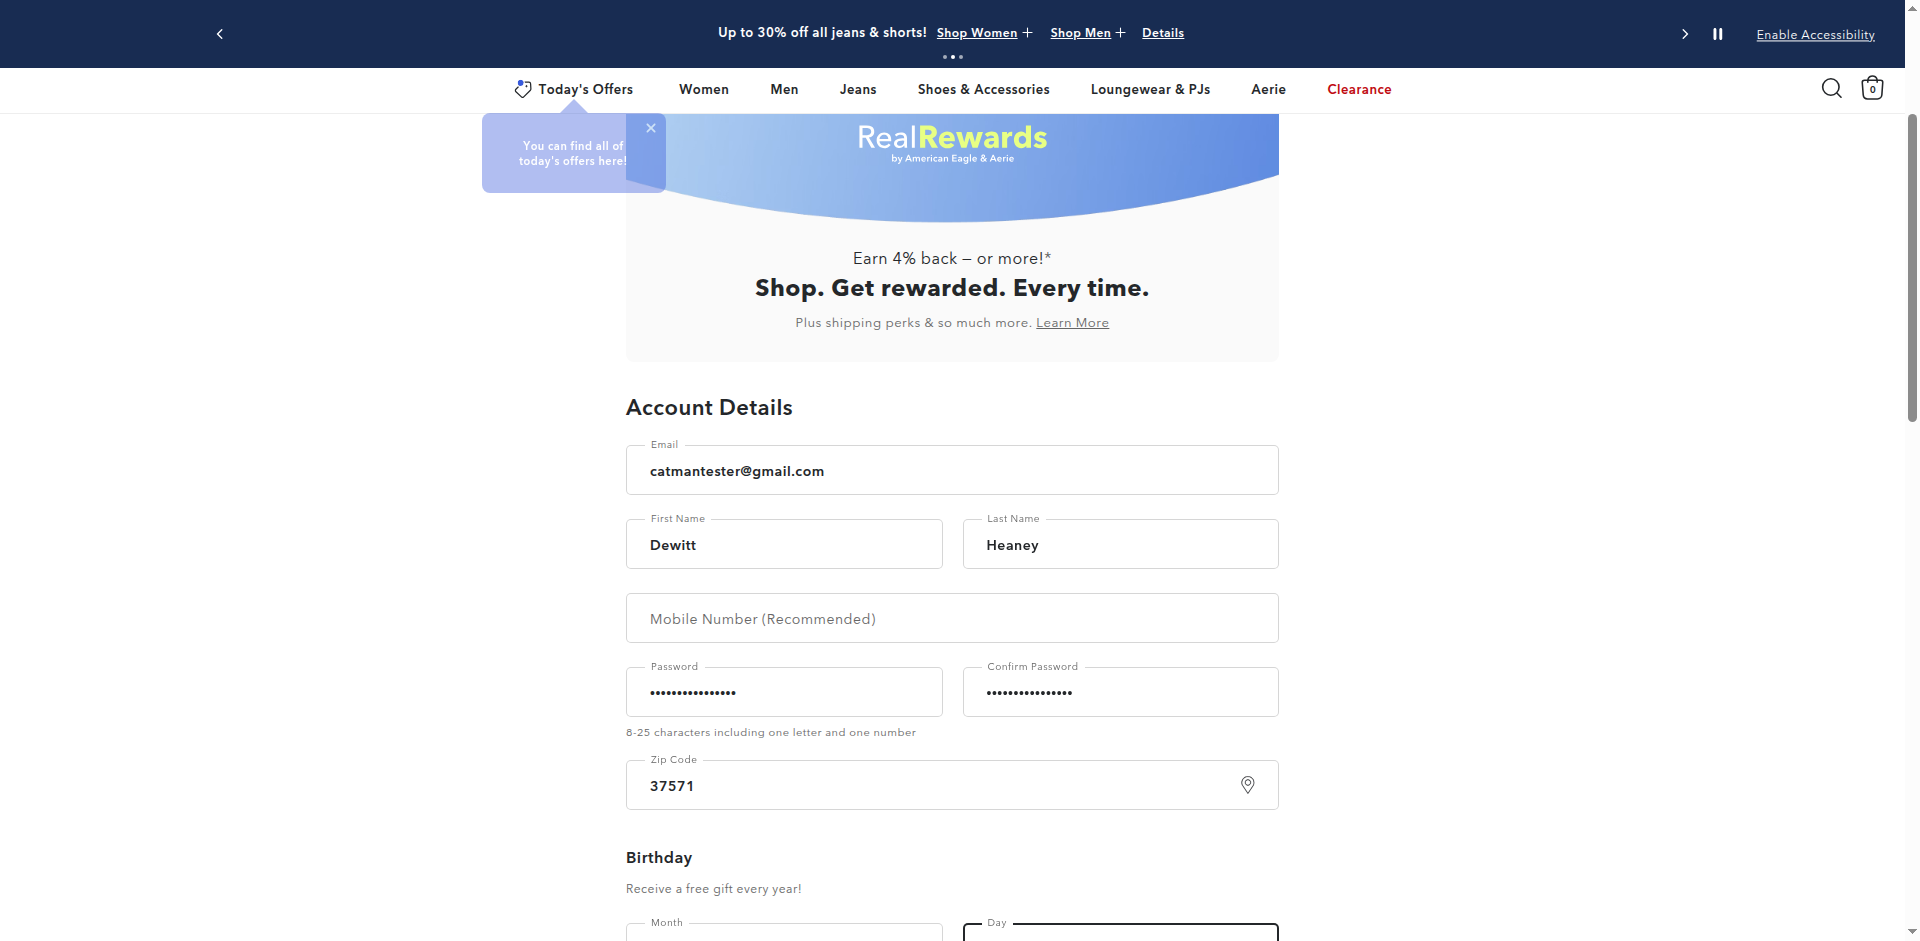 Up to 30% off all jeans & shorts! Shop Women + Shop Men + Details
Enable Accessibility
Today's Offers Women Men Jeans Shoes & Accessories Loungewear & PJs Aerie Clearance
0
You can find all of
today's offers here!
RealRewards
by American Eagle & Aerie
Earn 4% back – or more!*
Shop. Get rewarded. Every time.
Plus shipping perks & so much more. Learn More
Account Details
Email
catmantester@gmail.com
First Name Last Name
Dewitt Heaney
Mobile Number (Recommended)
Password Confirm Password
•••••••••••••••• ••••••••••••••••
8-25 characters including one letter and one number
Zip Code
37571
Birthday
Receive a free gift every year!
Month Day